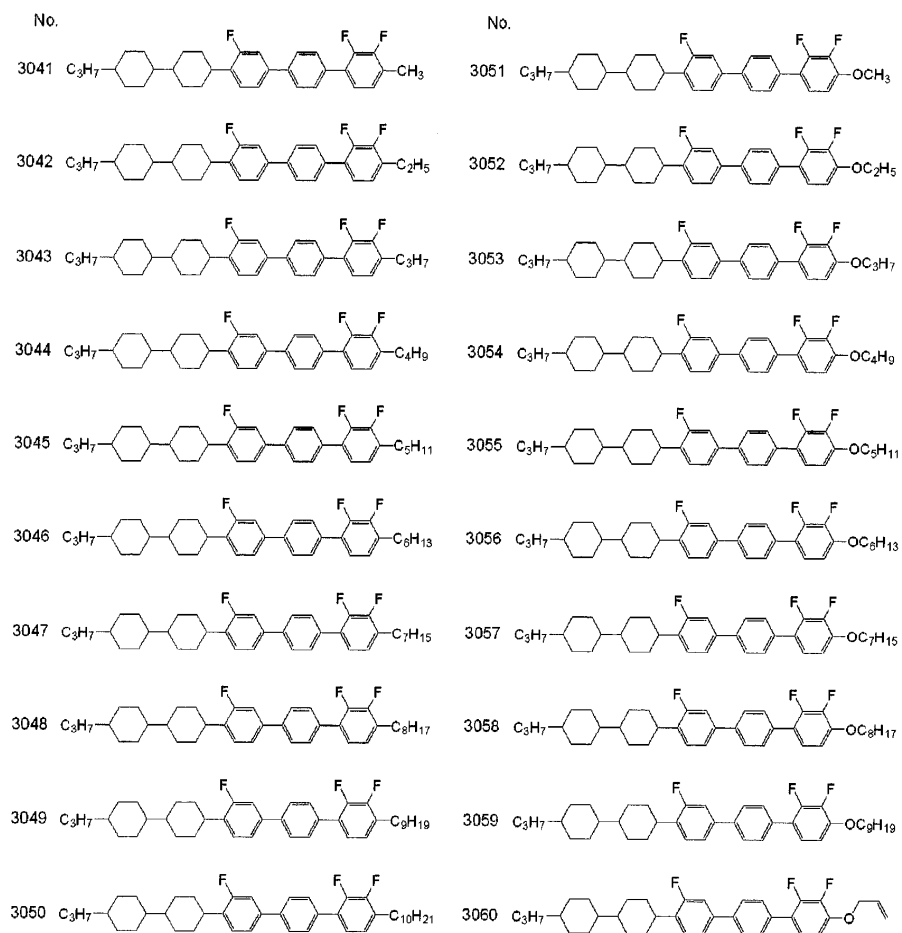 No.
3041 C3H7 F F F CH3
3042 C3H7 F F F C2H5
3043 C3H7 F F F C3H7
3044 C3H7 F F F C4H9
3045 C3H7 F F F C5H11
3046 C3H7 F F F C6H13
3047 C3H7 F F F C7H15
3048 C3H7 F F F C8H17
3049 C3H7 F F F C9H19
3050 C3H7 F F F C10H21
No.
3051 C3H7 F F F OCH3
3052 C3H7 F F F OC2H5
3053 C3H7 F F F OC3H7
3054 C3H7 F F F OC4H9
3055 C3H7 F F F OC5H11
3056 C3H7 F F F OC6H13
3057 C3H7 F F F OC7H15
3058 C3H7 F F F OC8H17
3059 C3H7 F F F OC9H19
3060 C3H7 F F F O